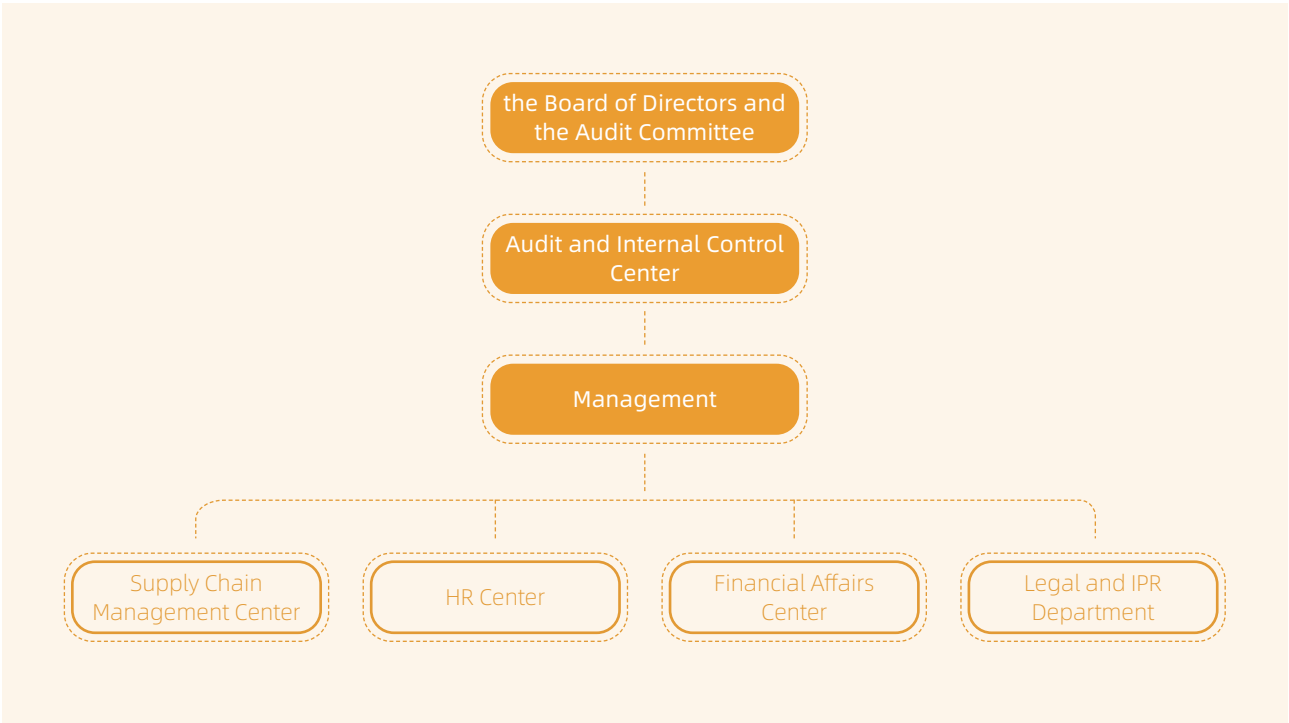 the Board of Directors and
the Audit Committee
Audit and Internal Control
Center
Management
Supply Chain
Management Center
HR Center
Financial Affairs
Center
Legal and IPR
Department